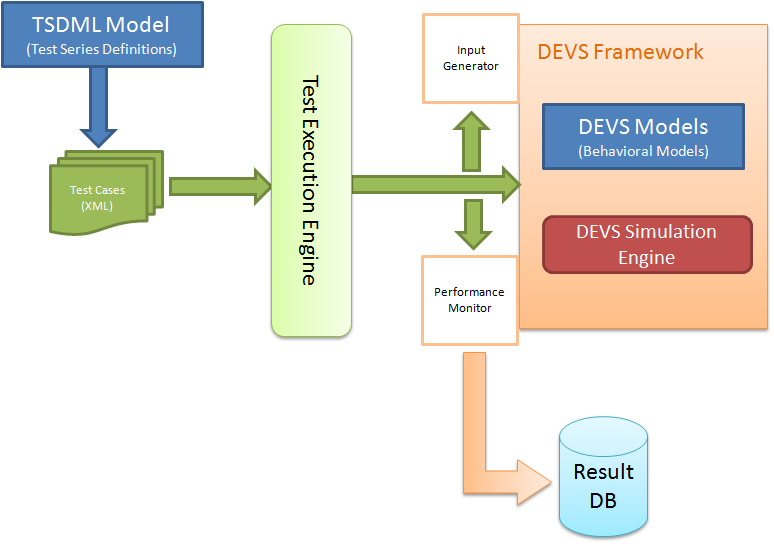 TSDML Model
(Test Series Definitions)
Test Cases
(XML)
Test Execution Engine
Input
Generator
DEVS Framework
DEVS Models
(Behavioral Models)
DEVS Simulation
Engine
Performance
Monitor
Result
DB